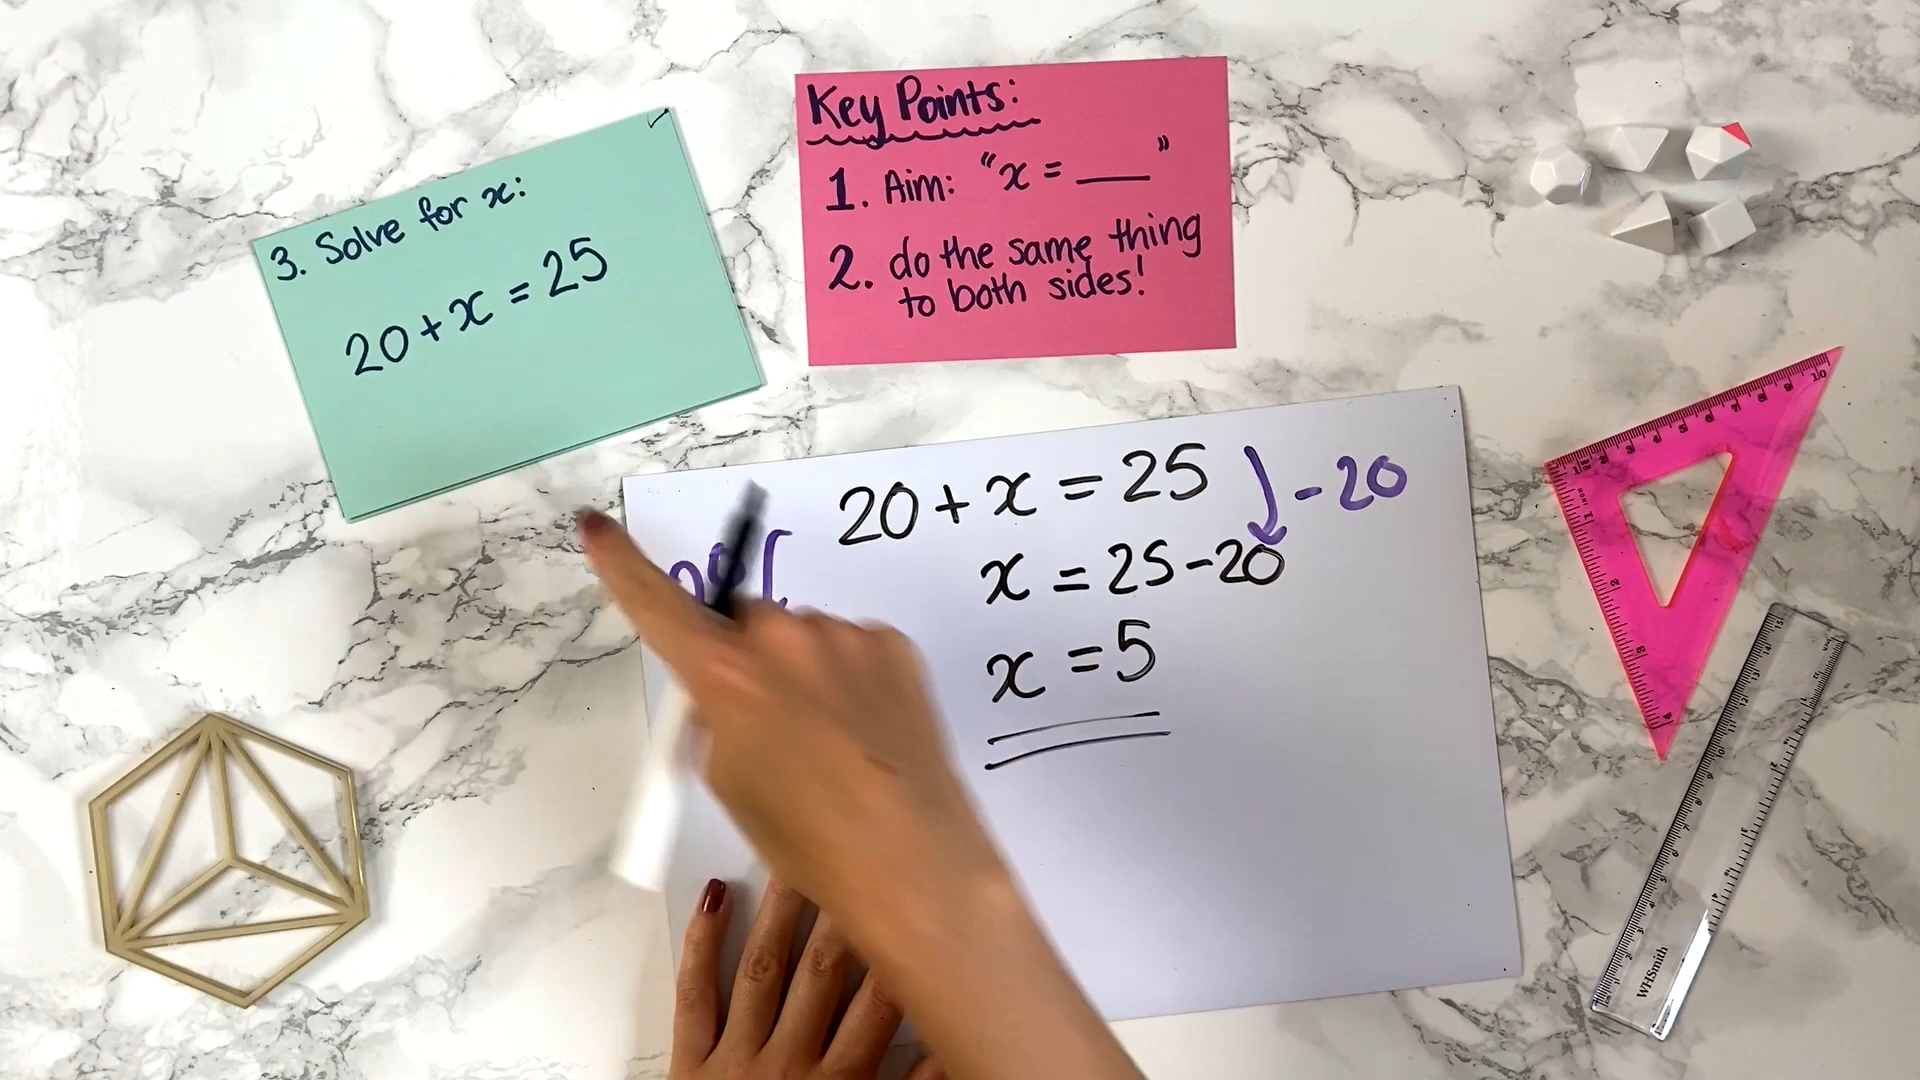 3. Solve for x:
20 + x = 25
Key Points:
1. Aim: "x = ___"
2. do the same thing
to both sides!
20 + x = 25
-20
x = 25 - 20
x = 5
WHSmith